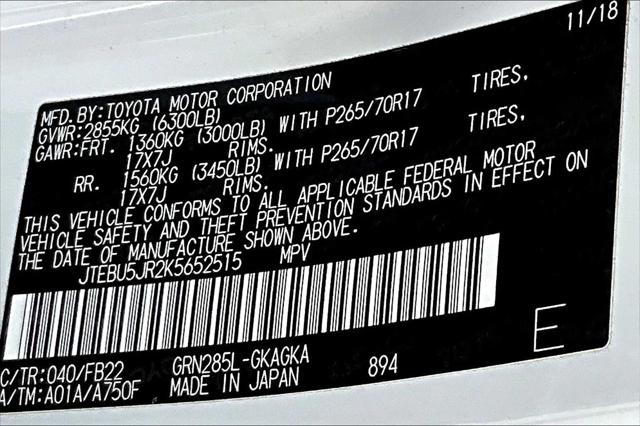 11/18
MFD. BY:TOYOTA MOTOR CORPORATION
GVWR:2855KG (6300LB)
GAWR:FRT. 1360KG (3000LB) WITH P265/70R17 TIRES,
17X7J RIMS.
RR. 1560KG (3450LB) WITH P265/70R17 TIRES,
17X7J RIMS.
THIS VEHICLE CONFORMS TO ALL APPLICABLE FEDERAL MOTOR
VEHICLE SAFETY AND THEFT PREVENTION STANDARDS IN EFFECT ON
THE DATE OF MANUFACTURE SHOWN ABOVE.
JTEBU5JR2K5652515 MPV
C/TR:040/FB22 GRN285L-GKAGKA
A/TM:A01A/A750F MADE IN JAPAN 894
E